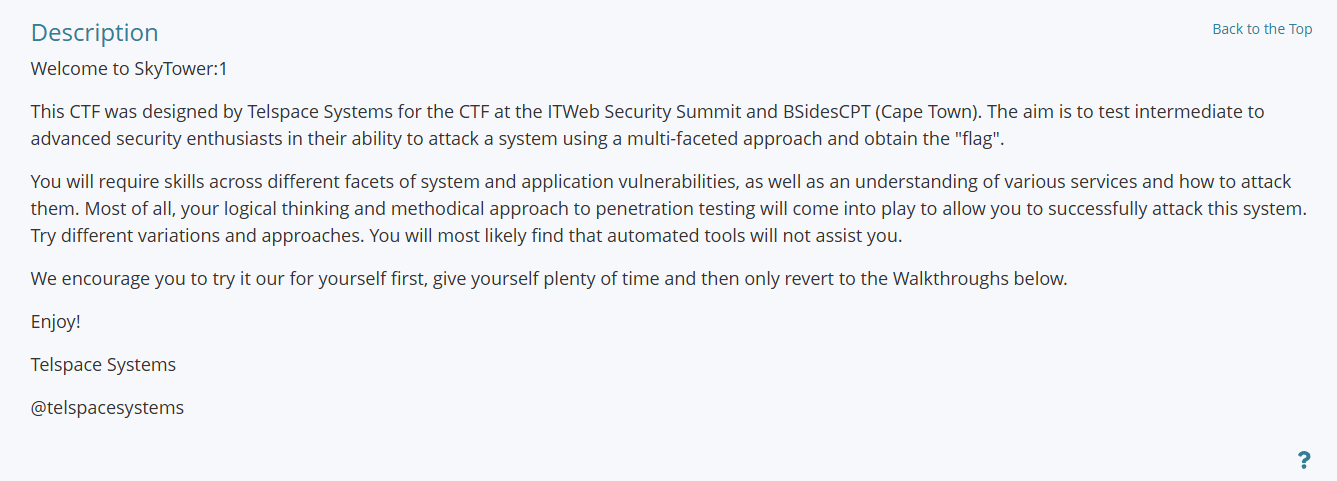 Description
Back to the Top
Welcome to SkyTower:1
This CTF was designed by Telspace Systems for the CTF at the ITWeb Security Summit and BSidesCPT (Cape Town). The aim is to test intermediate to
advanced security enthusiasts in their ability to attack a system using a multi-faceted approach and obtain the "flag".
You will require skills across different facets of system and application vulnerabilities, as well as an understanding of various services and how to attack
them. Most of all, your logical thinking and methodical approach to penetration testing will come into play to allow you to successfully attack this system.
Try different variations and approaches. You will most likely find that automated tools will not assist you.
We encourage you to try it our for yourself first, give yourself plenty of time and then only revert to the Walkthroughs below.
Enjoy!
Telspace Systems
@telspacesystems
?